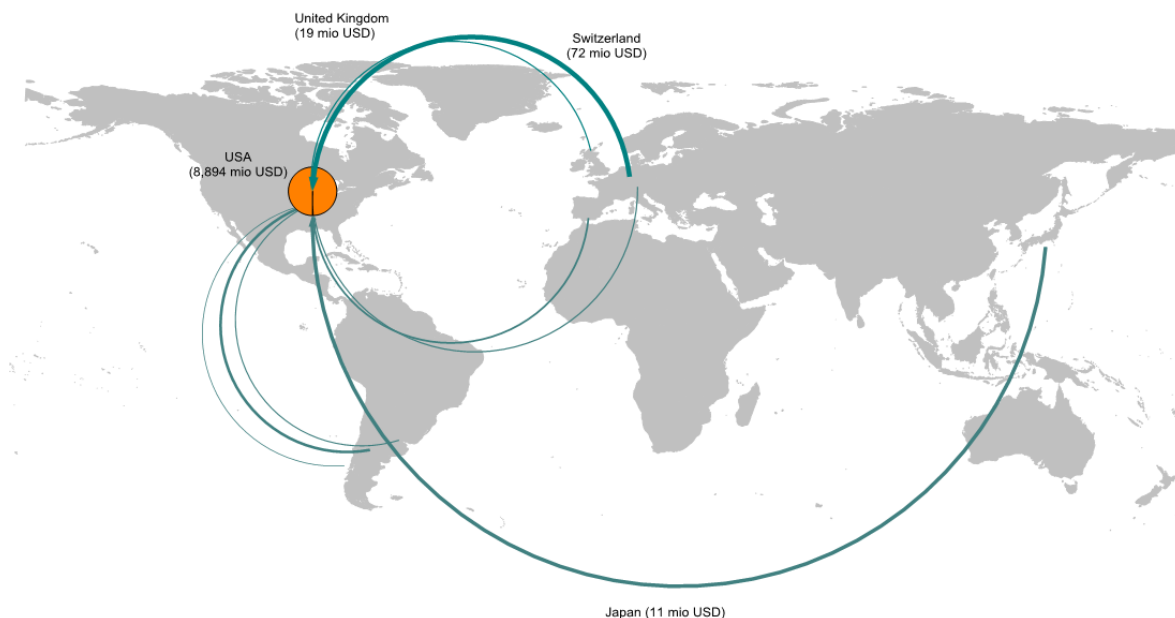 United Kingdom
(19 mio USD)
Switzerland
(72 mio USD)
USA
(8,894 mio USD)
Japan (11 mio USD)